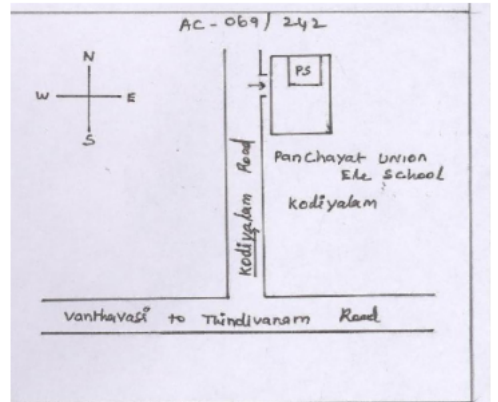 AC - 069 / 242
N
W E
S
PS
Panchayat Union
Ele School
Kodiyalam
Kodiyalam Road
Vanthavasi to Thindivanam Road